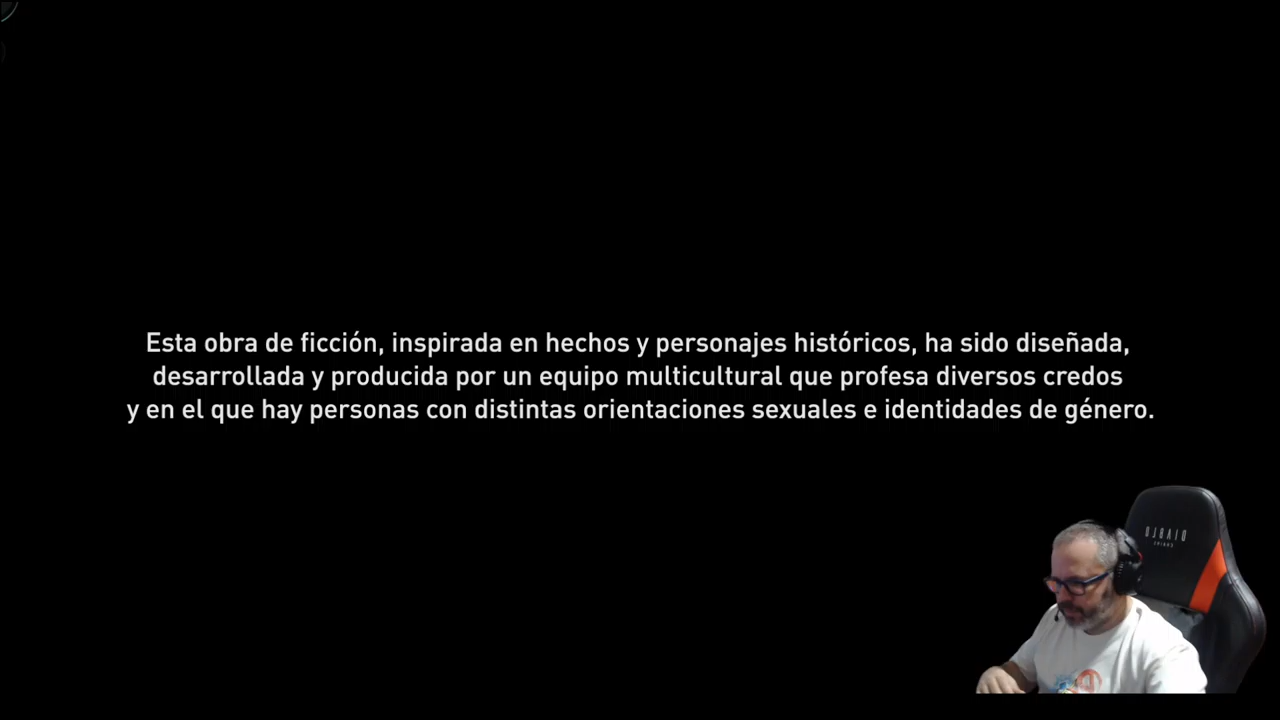 Esta obra de ficción, inspirada en hechos y personajes históricos, ha sido diseñada,
desarrollada y producida por un equipo multicultural que profesa diversos credos
y en el que hay personas con distintas orientaciones sexuales e identidades de género.
DIABLO